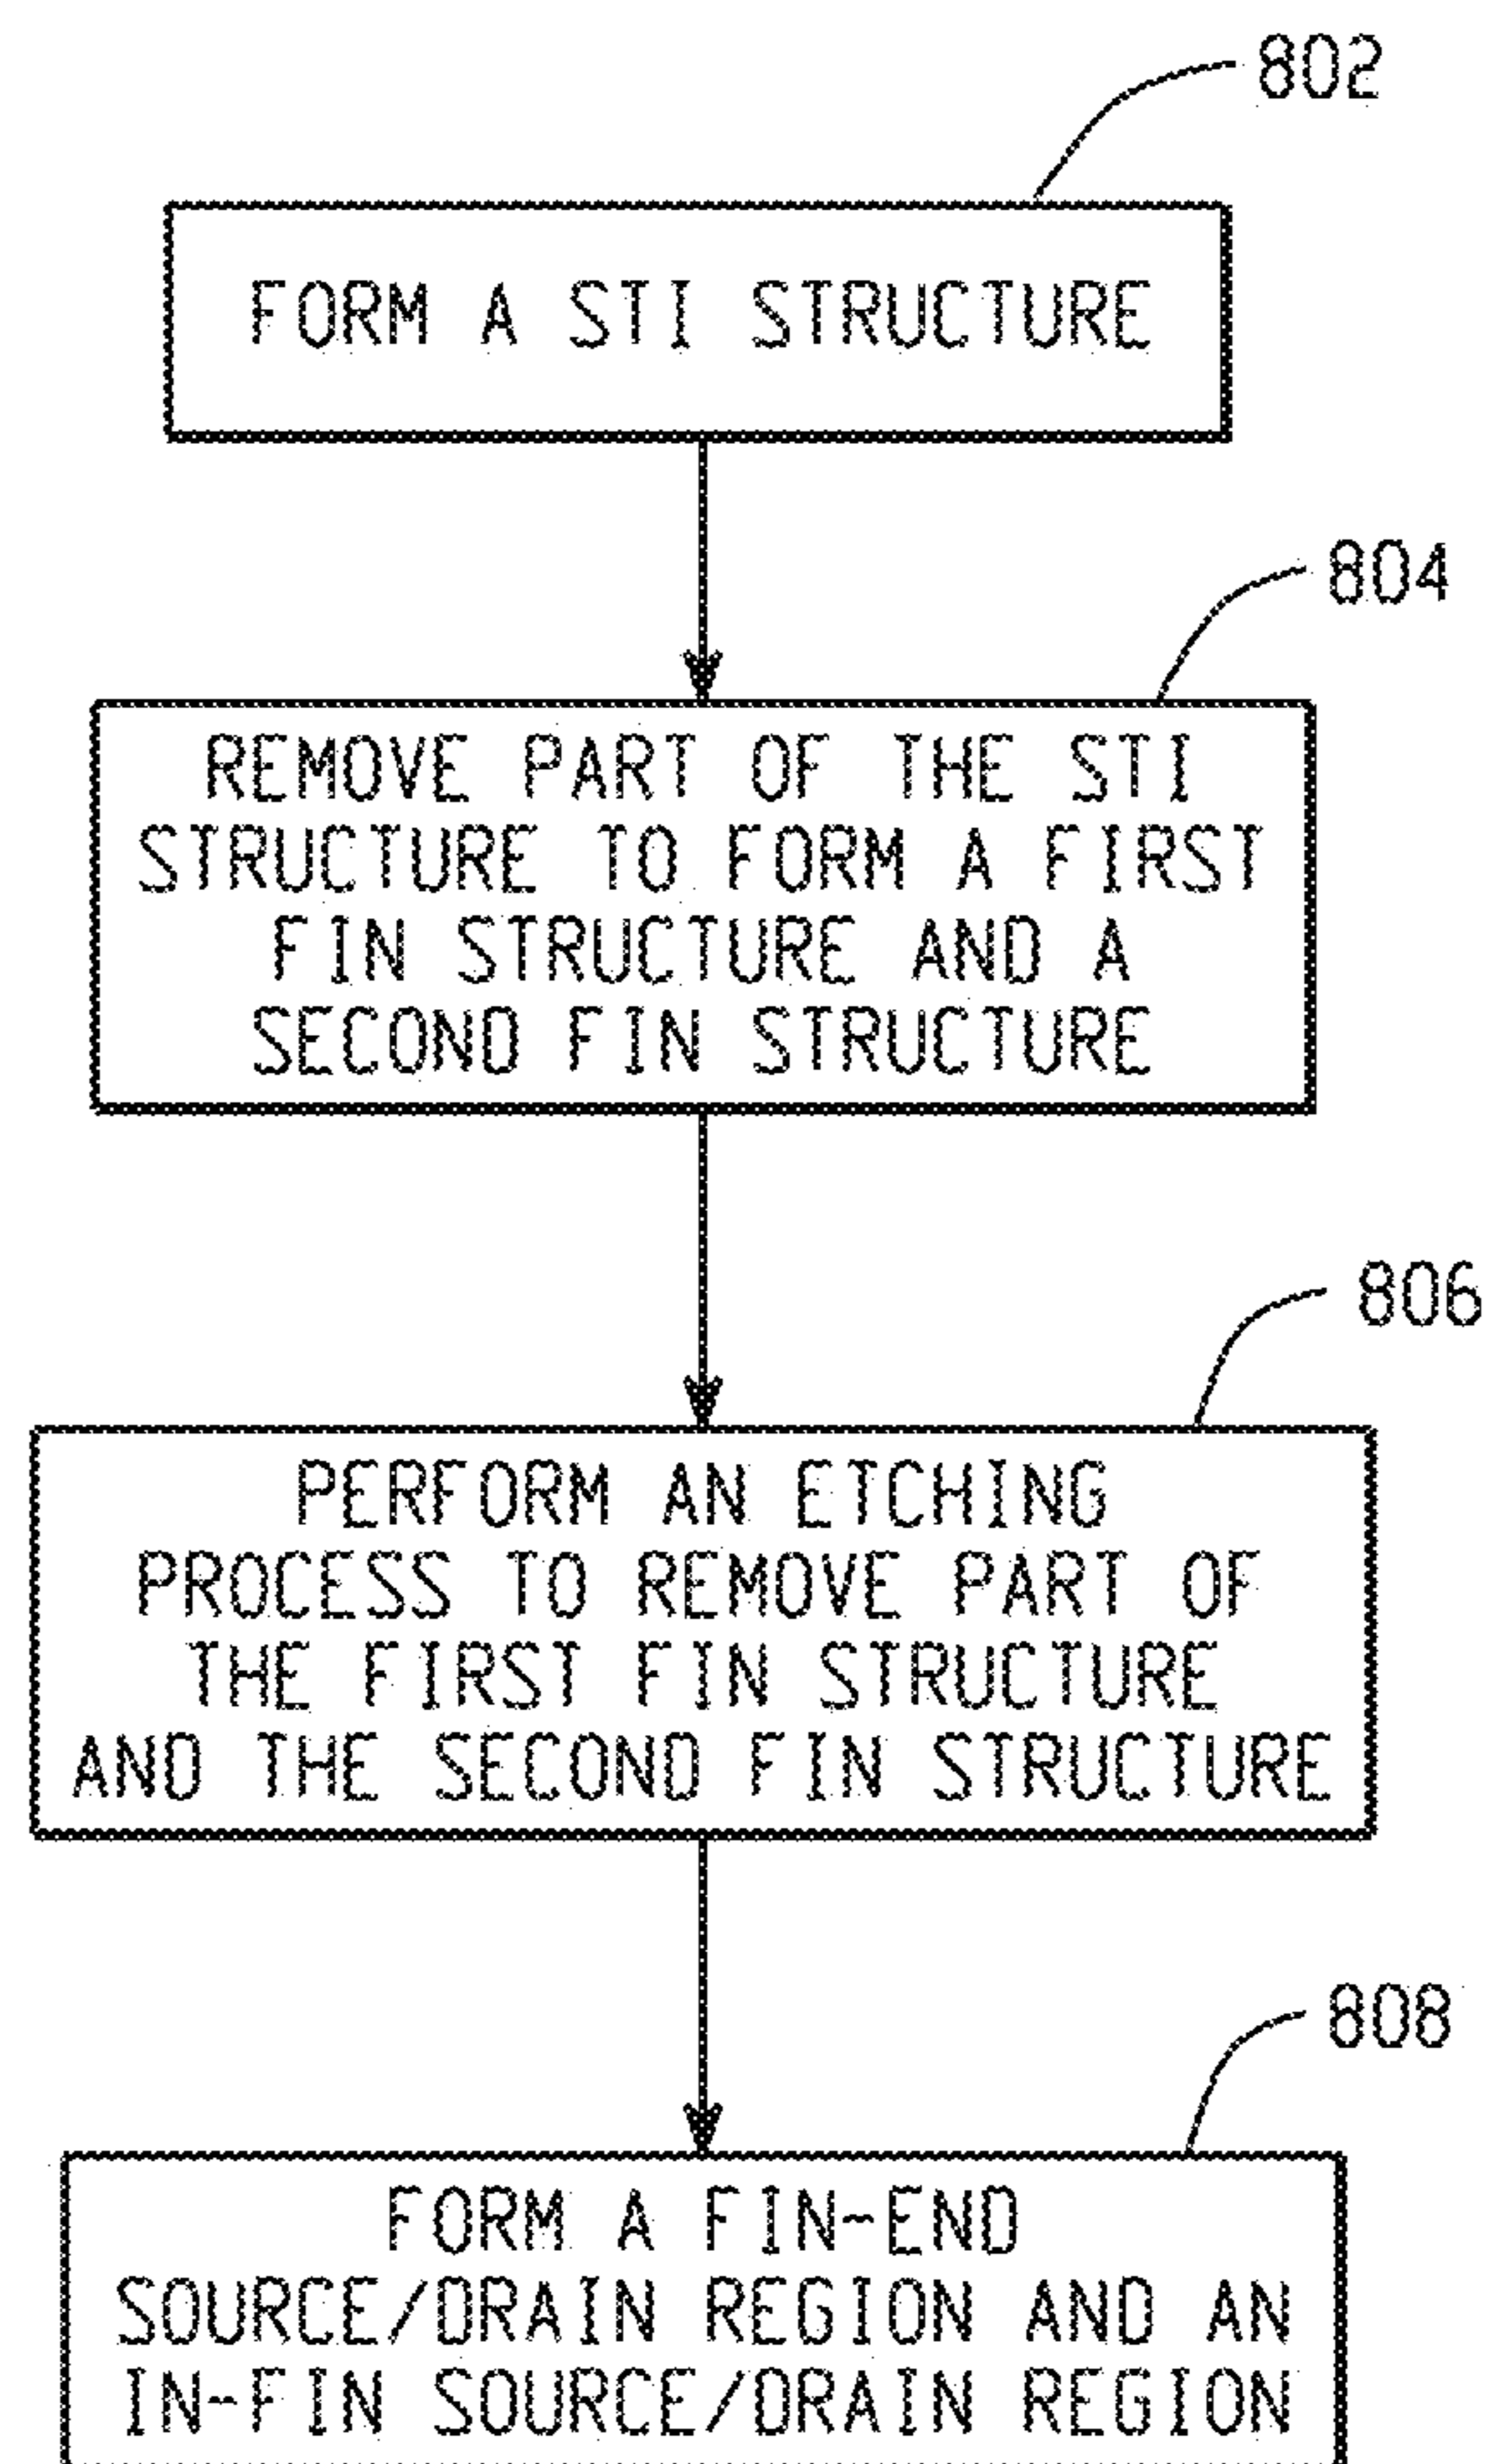 802
FORM A STI STRUCTURE
804
REMOVE PART OF THE STI
STRUCTURE TO FORM A FIRST
FIN STRUCTURE AND A
SECOND FIN STRUCTURE
806
PERFORM AN ETCHING
PROCESS TO REMOVE PART OF
THE FIRST FIN STRUCTURE
AND THE SECOND FIN STRUCTURE
808
FORM A FIN-END
SOURCE/DRAIN REGION AND AN
IN-FIN SOURCE/DRAIN REGION